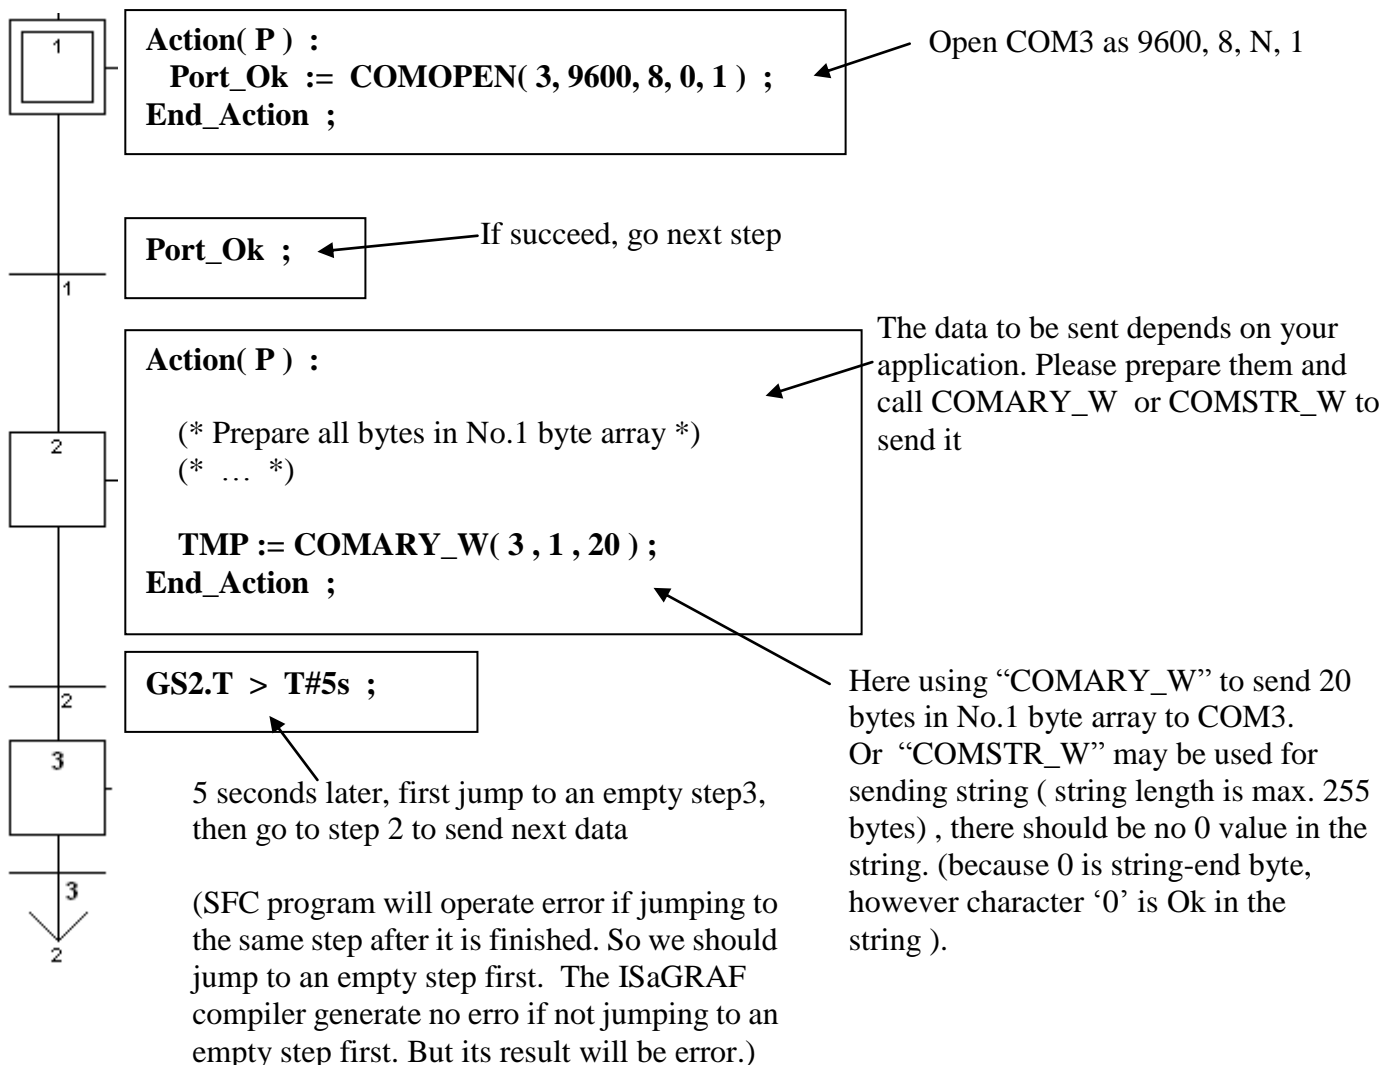 1
Action( P ) :
Port_Ok := COMOPEN( 3, 9600, 8, 0, 1 ) ;
End_Action ;
Open COM3 as 9600, 8, N, 1
Port_Ok ;
If succeed, go next step
1
The data to be sent depends on your
application. Please prepare them and
call COMARY_W or COMSTR_W to
send it
2
Action( P ) :
(* Prepare all bytes in No.1 byte array *)
(* … *)
TMP := COMARY_W( 3 , 1 , 20 ) ;
End_Action ;
GS2.T > T#5s ;
2
Here using “COMARY_W” to send 20
bytes in No.1 byte array to COM3.
Or “COMSTR_W” may be used for
sending string ( string length is max. 255
bytes) , there should be no 0 value in the
string. (because 0 is string-end byte,
however character ‘0’ is Ok in the
string ).
3
5 seconds later, first jump to an empty step3,
then go to step 2 to send next data
3
2
(SFC program will operate error if jumping to
the same step after it is finished. So we should
jump to an empty step first. The ISaGRAF
compiler generate no erro if not jumping to an
empty step first. But its result will be error.)